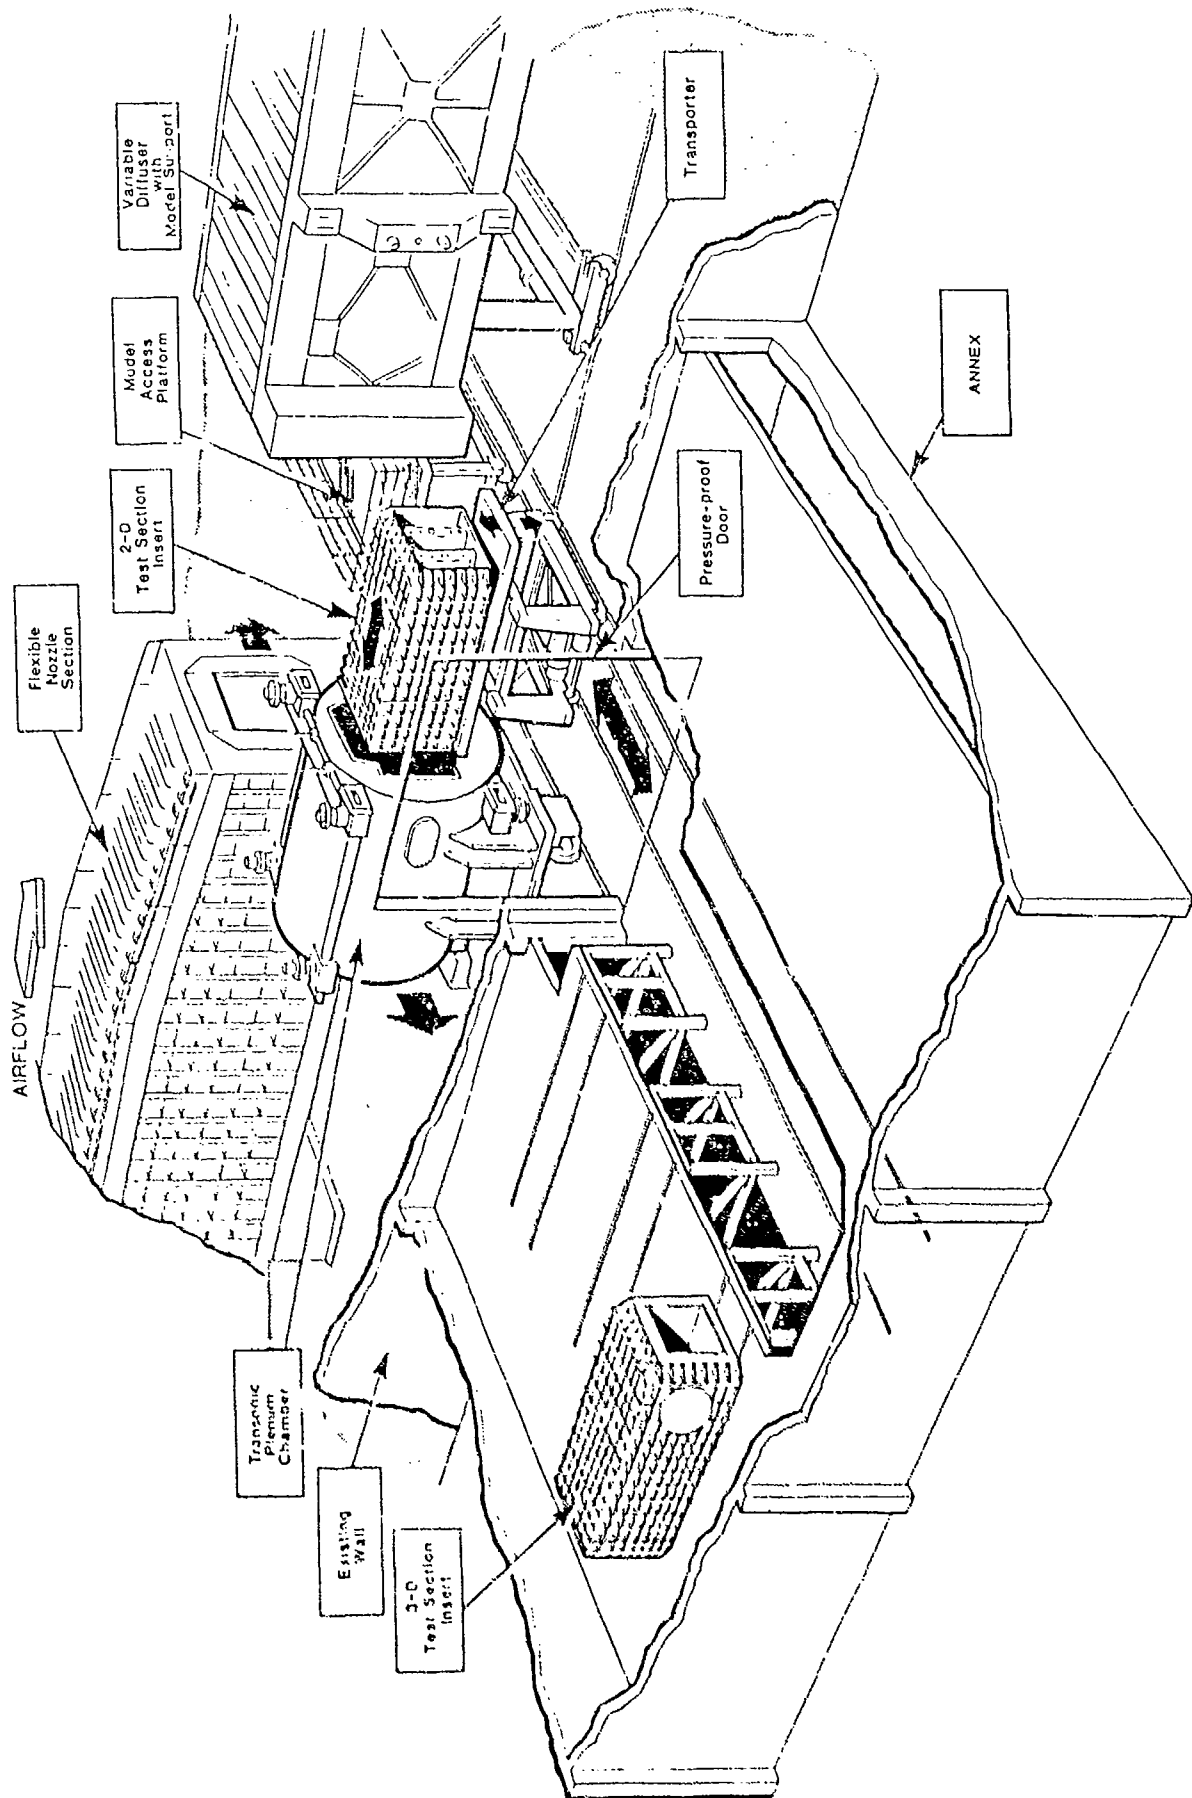 AIRFLOW
Flexible
Nozzle
Section
2-D
Test Section
Insert
Model
Access
Platform
Variable
Diffuser
with
Model Support
Transonic
Plenum
Chamber
Existing
Wall
3-D
Test Section
Insert
Pressure-proof
Door
Transporter
ANNEX